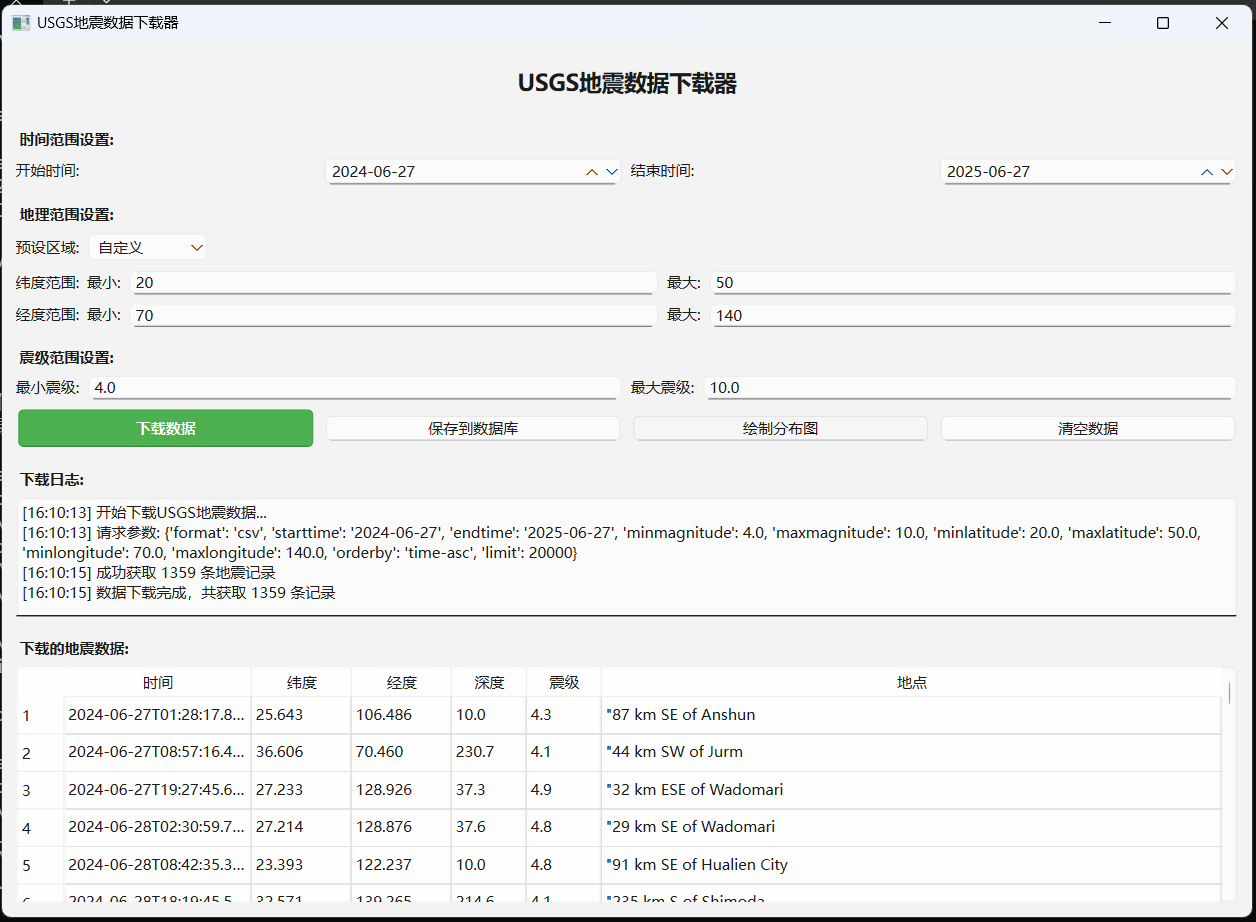 USGS地震数据下载器
USGS地震数据下载器
时间范围设置:
开始时间: 2024-06-27 结束时间: 2025-06-27
地理范围设置:
预设区域: 自定义
纬度范围: 最小: 20 最大: 50
经度范围: 最小: 70 最大: 140
震级范围设置:
最小震级: 4.0 最大震级: 10.0
下载数据 保存到数据库 绘制分布图 清空数据
下载日志:
[16:10:13] 开始下载USGS地震数据...
[16:10:13] 请求参数: {'format': 'csv', 'starttime': '2024-06-27', 'endtime': '2025-06-27', 'minmagnitude': 4.0, 'maxmagnitude': 10.0, 'minlatitude': 20.0, 'maxlatitude': 50.0,
'minlongitude': 70.0, 'maxlongitude': 140.0, 'orderby': 'time-asc', 'limit': 20000}
[16:10:15] 成功获取 1359 条地震记录
[16:10:15] 数据下载完成，共获取 1359 条记录
下载的地震数据:
时间 纬度 经度 深度 震级 地点
1 2024-06-27T01:28:17.8... 25.643 106.486 10.0 4.3 "87 km SE of Anshun
2 2024-06-27T08:57:16.4... 36.606 70.460 230.7 4.1 "44 km SW of Jurm
3 2024-06-27T19:27:45.6... 27.233 128.926 37.3 4.9 "32 km ESE of Wadomari
4 2024-06-28T02:30:59.7... 27.214 128.876 37.6 4.8 "29 km SE of Wadomari
5 2024-06-28T08:42:35.3... 23.393 122.237 10.0 4.8 "91 km SE of Hualien City
6 2024-06-28T18:19:45.5... 32.571 139.265 214.6 4.1 "235 km S of Shimoda